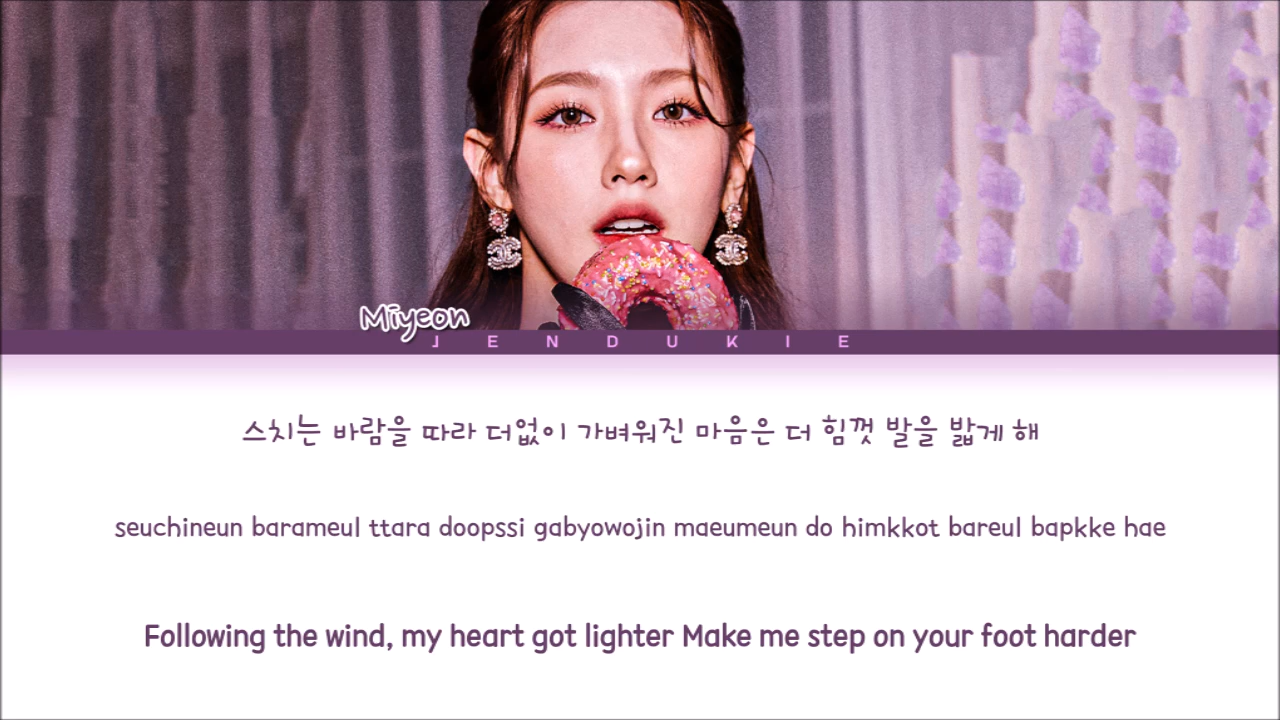 Miyeon
JENDUKIE
스치는 바람을 따라 더없이 가벼워진 마음은 더 힘껏 발을 밟게 해
seuchineun barameul ttara doopssi gabyowojin maeumeun do himkkot bareul bapkke hae
Following the wind, my heart got lighter Make me step on your foot harder